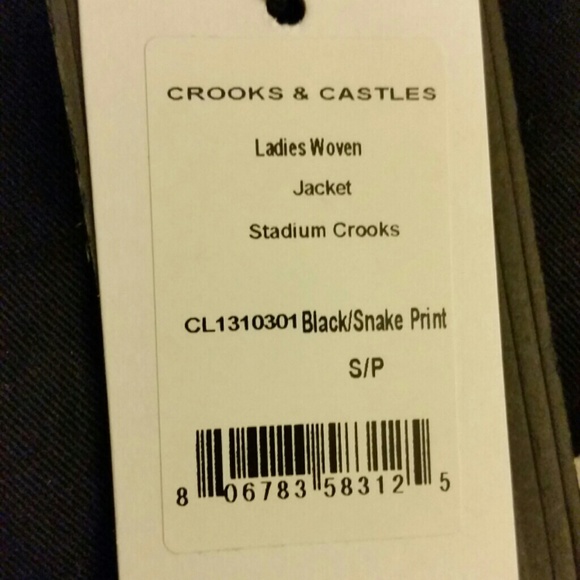 CROOKS & CASTLES
Ladies Woven
Jacket
Stadium Crooks
CL1310301 Black/Snake Print
S/P
8 06783 58312 5